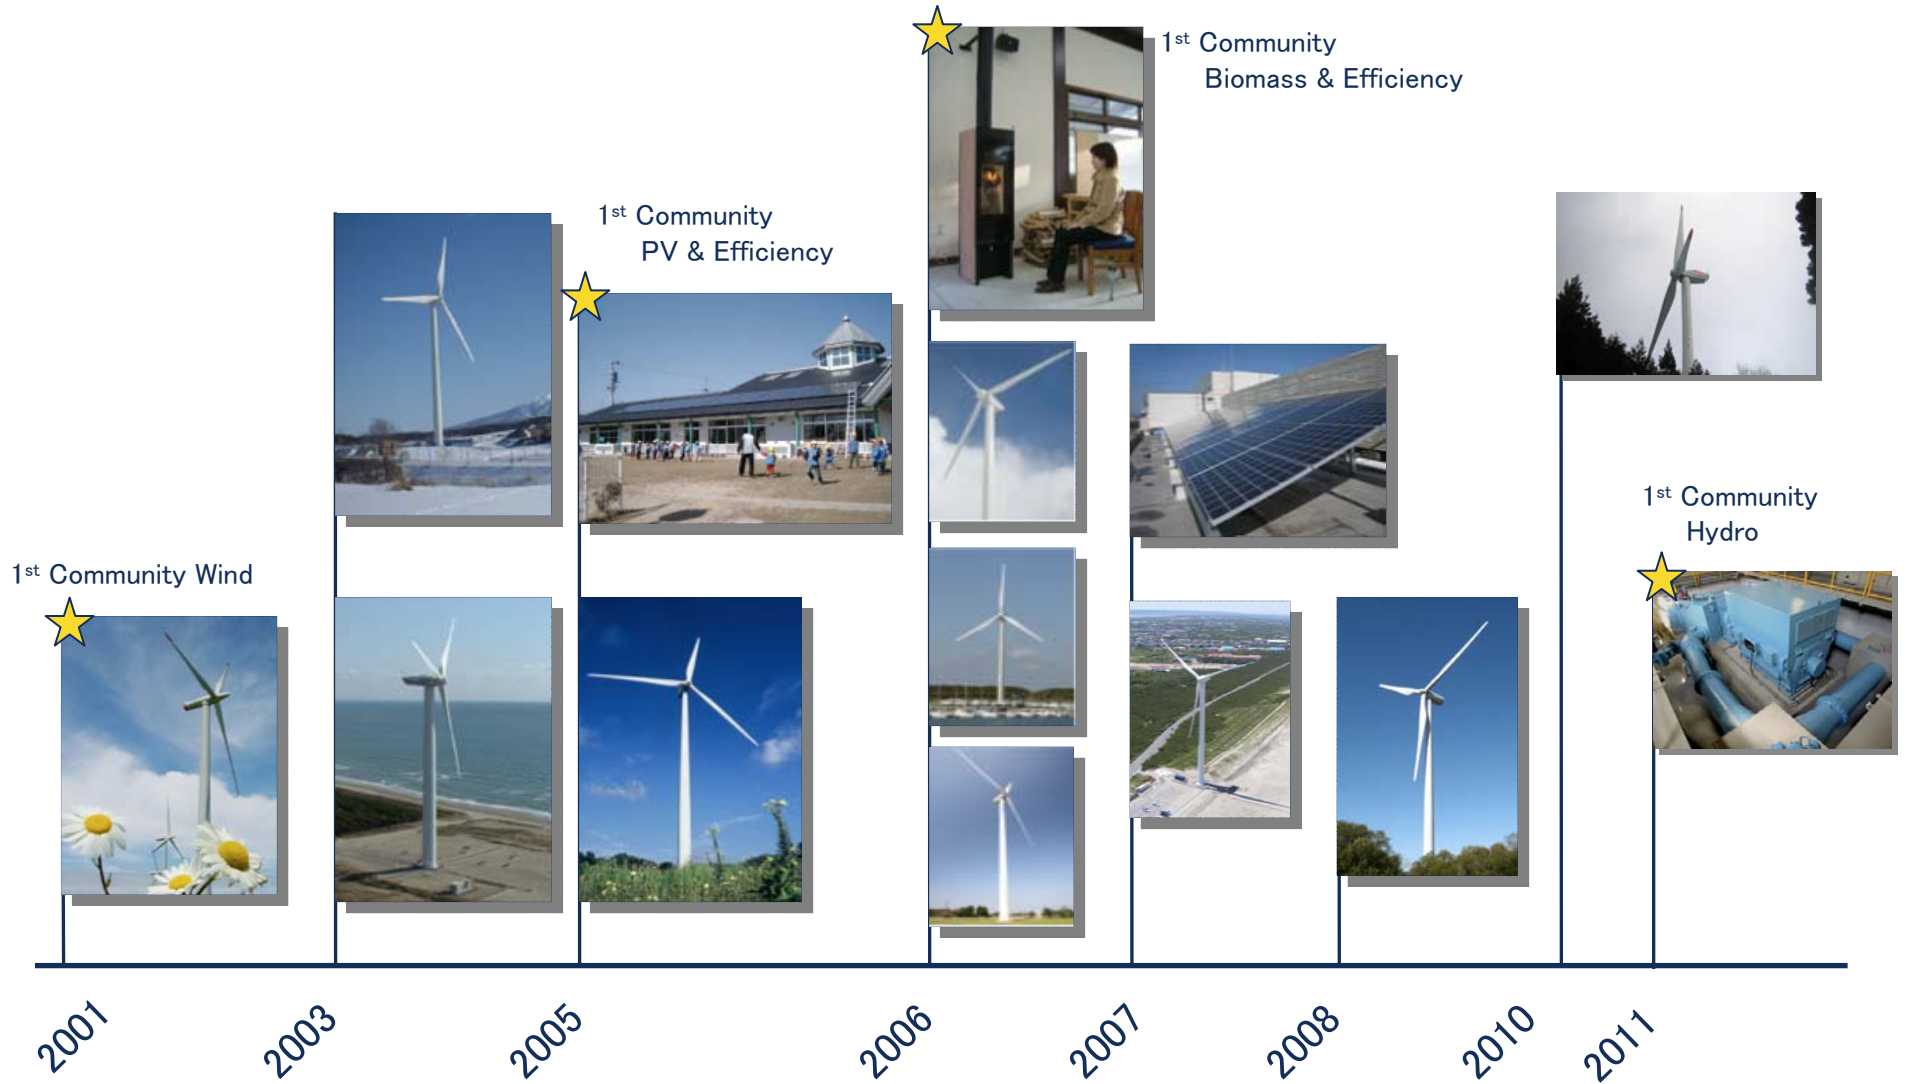 1st Community
Biomass & Efficiency
1st Community
PV & Efficiency
1st Community
Hydro
1st Community Wind
2001
2003
2005
2006
2007
2008
2010
2011